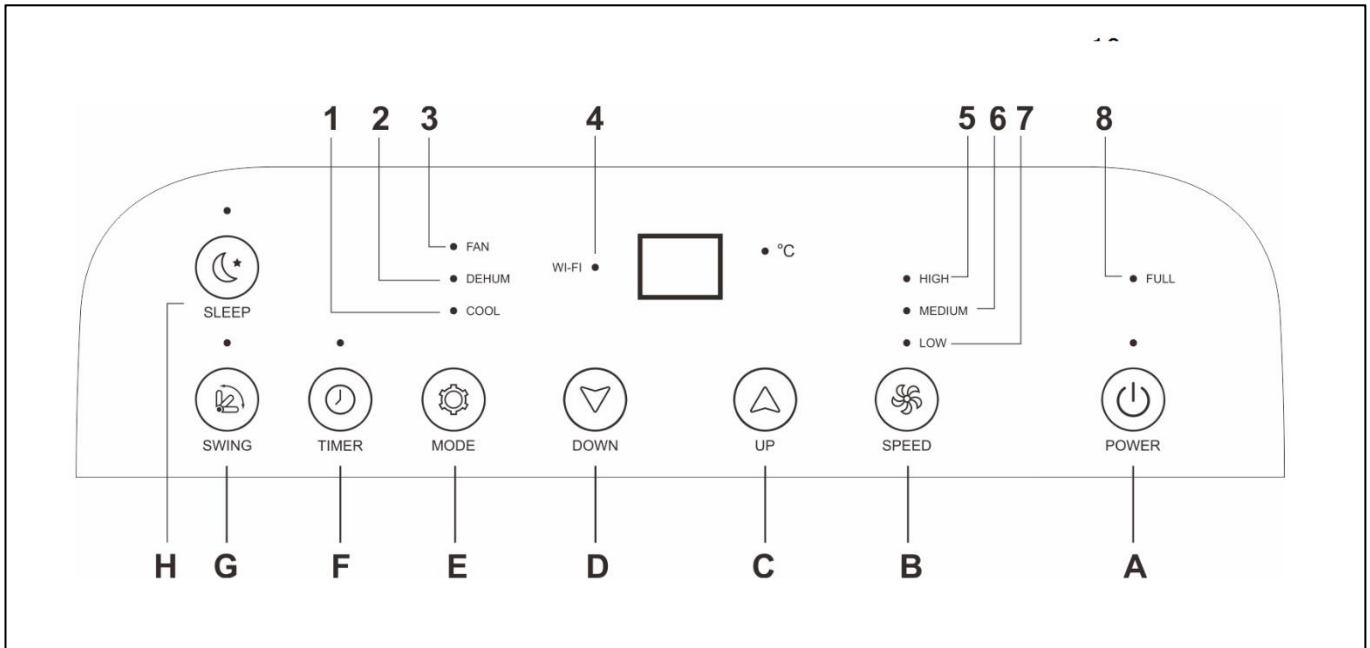 1 2 3 4 5 6 7 8
FAN
WI-FI °C
DEHUM HIGH FULL
COOL MEDIUM
SLEEP
LOW
SWING TIMER MODE DOWN UP SPEED POWER
H G F E D C B A